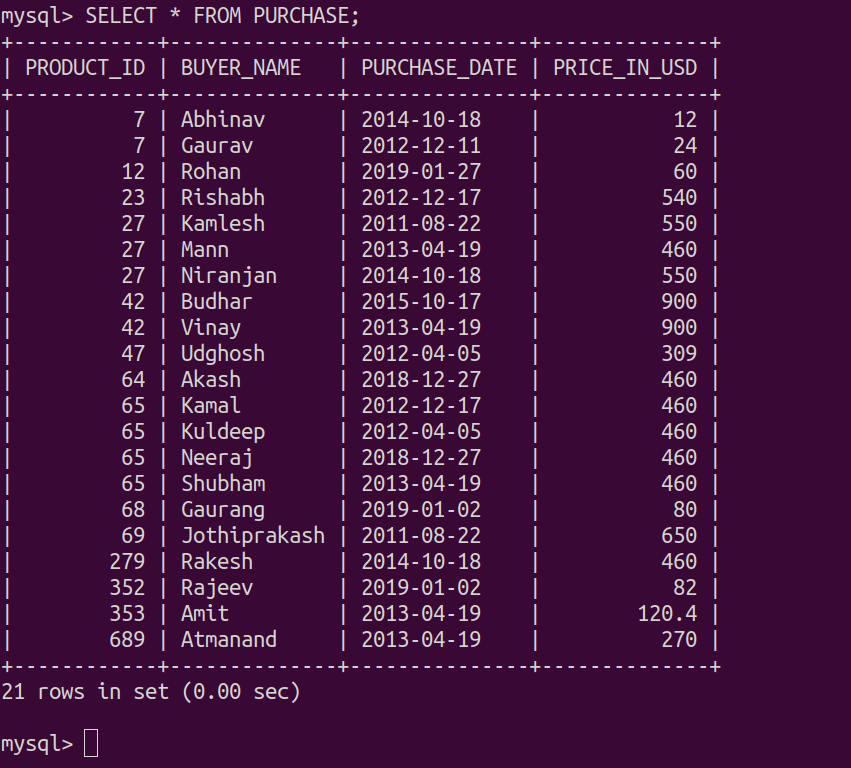 mysql> SELECT * FROM PURCHASE;
+------------+--------------+---------------+--------------+
| PRODUCT_ID | BUYER_NAME   | PURCHASE_DATE | PRICE_IN_USD |
+------------+--------------+---------------+--------------+
|          7 | Abhinav      | 2014-10-18    |           12 |
|          7 | Gaurav       | 2012-12-11    |           24 |
|         12 | Rohan        | 2019-01-27    |           60 |
|         23 | Rishabh      | 2012-12-17    |          540 |
|         27 | Kamlesh      | 2011-08-22    |          550 |
|         27 | Mann         | 2013-04-19    |          460 |
|         27 | Niranjan     | 2014-10-18    |          550 |
|         42 | Budhar       | 2015-10-17    |          900 |
|         42 | Vinay        | 2013-04-19    |          900 |
|         47 | Udghosh      | 2012-04-05    |          309 |
|         64 | Akash        | 2018-12-27    |          460 |
|         65 | Kamal        | 2012-12-17    |          460 |
|         65 | Kuldeep      | 2012-04-05    |          460 |
|         65 | Neeraj       | 2018-12-27    |          460 |
|         65 | Shubham      | 2013-04-19    |          460 |
|         68 | Gaurang      | 2019-01-02    |           80 |
|         69 | Jothiprakash | 2011-08-22    |          650 |
|        279 | Rakesh       | 2014-10-18    |          460 |
|        352 | Rajeev       | 2019-01-02    |           82 |
|        353 | Amit         | 2013-04-19    |        120.4 |
|        689 | Atmanand     | 2013-04-19    |          270 |
+------------+--------------+---------------+--------------+
21 rows in set (0.00 sec)
mysql>